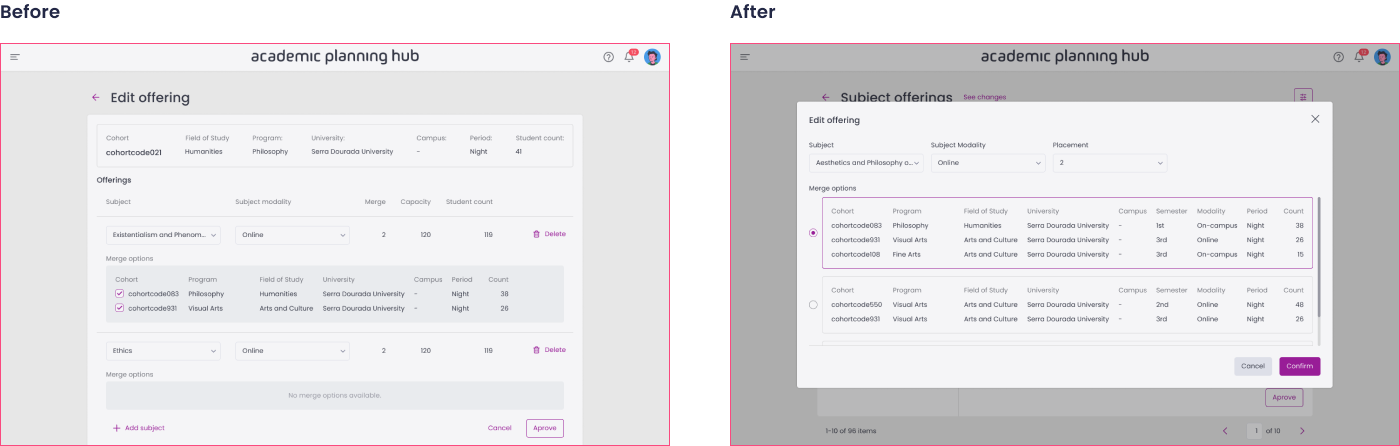 Before
academic planning hub
13
Edit offering
Cohort Field of Study Program: University: Campus: Period: Student count:
cohortcode021 Humanities Philosophy Serra Dourada University - Night 41
Offerings
Subject Subject modality Merge Capacity Student count
Existentialism and Phenom... Online 2 120 119 Delete
Merge options
Cohort Program Field of Study University Campus Period Count
cohortcode083 Philosophy Humanities Serra Dourada University - Night 38
cohortcode931 Visual Arts Arts and Culture Serra Dourada University - Night 26
Ethics Online 2 120 119 Delete
Merge options
No merge options available.
Add subject Cancel Aprove
After
academic planning hub
13
Subject offerings See changes
Edit offering
Subject Subject Modality Placement
Aesthetics and Philosophy o... Online 2
Merge options
Cohort Program Field of Study University Campus Semester Modality Period Count
cohortcode083 Philosophy Humanities Serra Dourada University - 1st On-campus Night 38
cohortcode931 Visual Arts Arts and Culture Serra Dourada University - 3rd Online Night 26
cohortcode108 Fine Arts Arts and Culture Serra Dourada University - 3rd On-campus Night 15
Cohort Program Field of Study University Campus Semester Modality Period Count
cohortcode550 Visual Arts Arts and Culture Serra Dourada University - 2nd Online Night 48
cohortcode931 Visual Arts Arts and Culture Serra Dourada University - 3rd Online Night 26
Cancel Confirm
Aprove
1-10 of 96 items 1 of 10